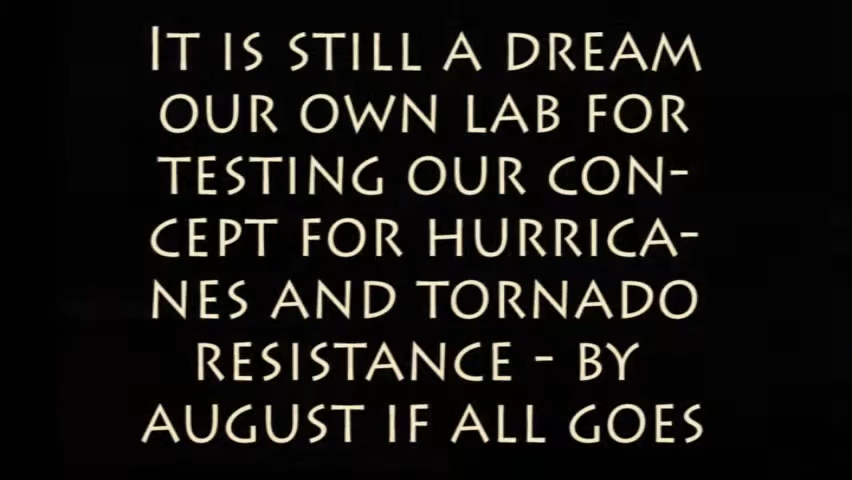 IT IS STILL A DREAM
OUR OWN LAB FOR
TESTING OUR CON-
CEPT FOR HURRICA-
NES AND TORNADO
RESISTANCE - BY
AUGUST IF ALL GOES